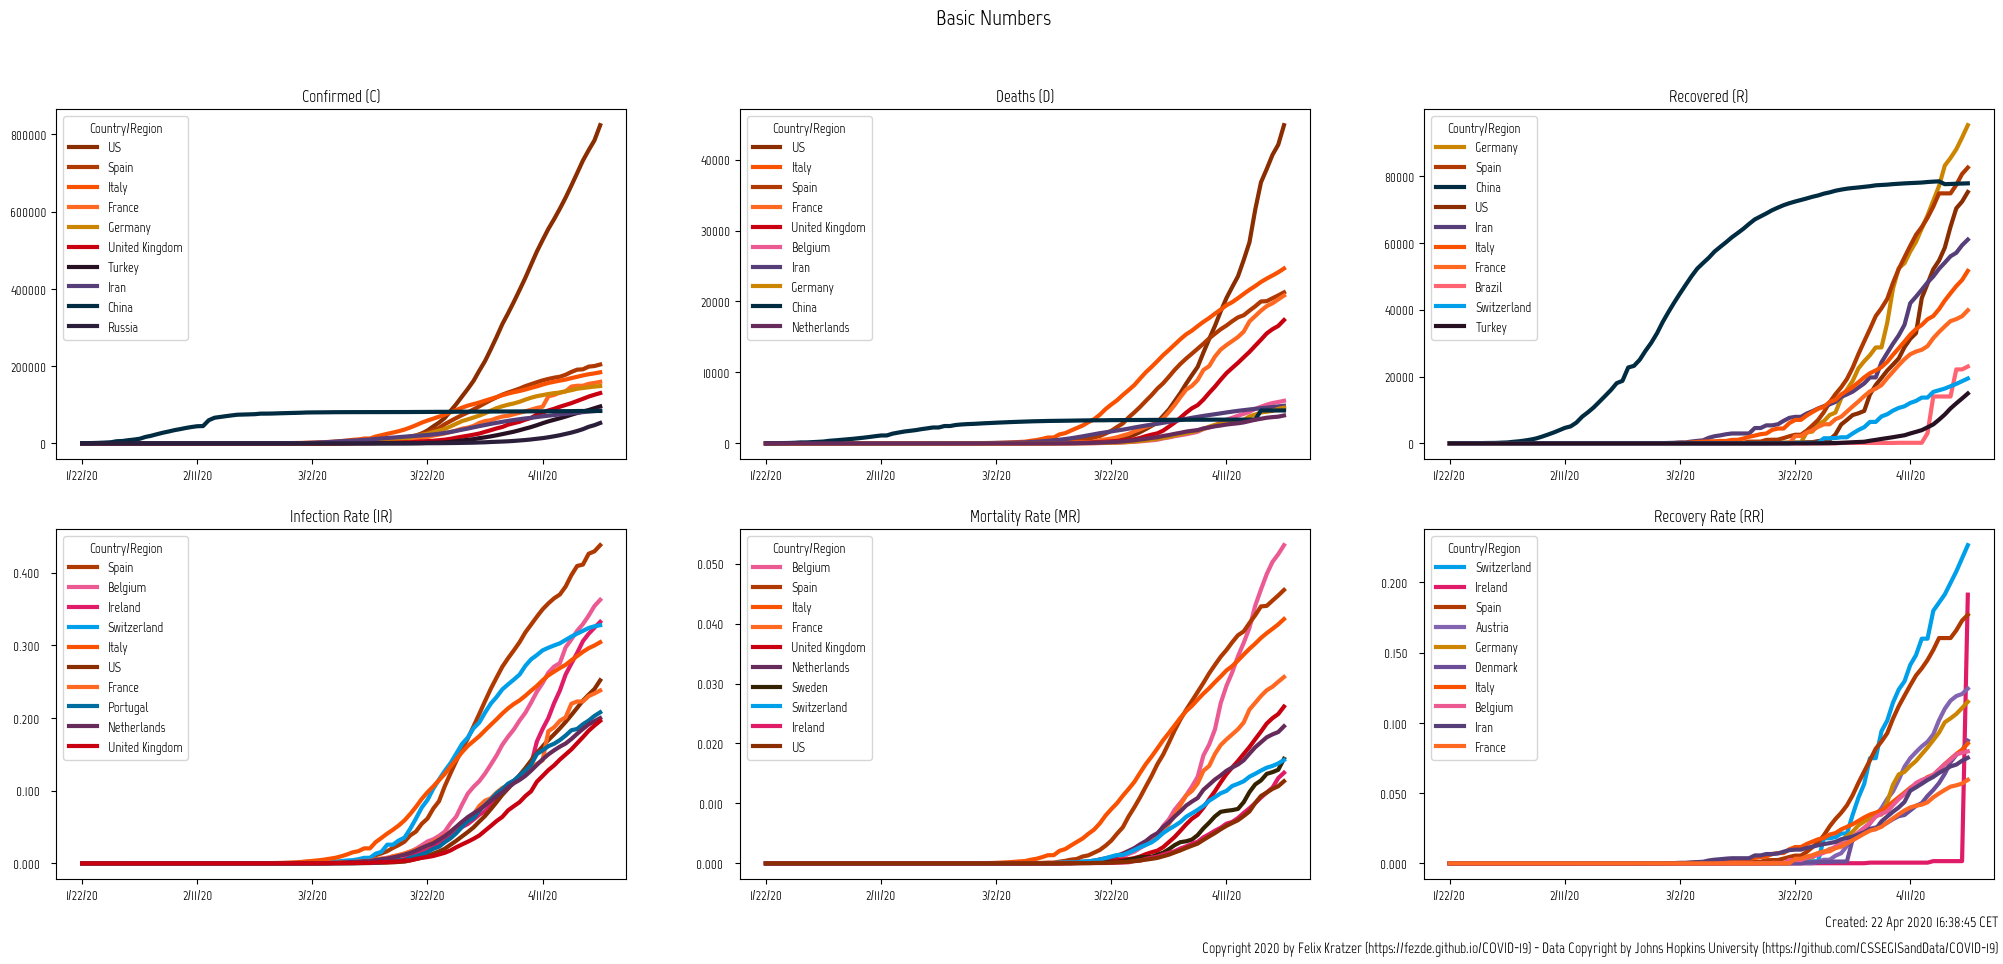 Basic Numbers
Confirmed (C)
Country/Region
US
Spain
Italy
France
Germany
United Kingdom
Turkey
Iran
China
Russia
800000
600000
400000
200000
0
1/22/20 2/11/20 3/2/20 3/22/20 4/11/20
Deaths (D)
Country/Region
US
Italy
Spain
France
United Kingdom
Belgium
Iran
Germany
China
Netherlands
40000
30000
20000
10000
0
1/22/20 2/11/20 3/2/20 3/22/20 4/11/20
Recovered (R)
Country/Region
Germany
Spain
China
US
Iran
Italy
France
Brazil
Switzerland
Turkey
80000
60000
40000
20000
0
1/22/20 2/11/20 3/2/20 3/22/20 4/11/20
Infection Rate (IR)
Country/Region
Spain
Belgium
Ireland
Switzerland
Italy
US
France
Portugal
Netherlands
United Kingdom
0.400
0.300
0.200
0.100
0.000
1/22/20 2/11/20 3/2/20 3/22/20 4/11/20
Mortality Rate (MR)
Country/Region
Belgium
Spain
Italy
France
United Kingdom
Netherlands
Sweden
Switzerland
Ireland
US
0.050
0.040
0.030
0.020
0.010
0.000
1/22/20 2/11/20 3/2/20 3/22/20 4/11/20
Recovery Rate (RR)
Country/Region
Switzerland
Ireland
Spain
Austria
Germany
Denmark
Italy
Belgium
Iran
France
0.200
0.150
0.100
0.050
0.000
1/22/20 2/11/20 3/2/20 3/22/20 4/11/20
Created: 22 Apr 2020 16:38:45 CET
Copyright 2020 by Felix Kratzer (https://fezde.github.io/COVID-19) - Data Copyright by Johns Hopkins University (https://github.com/CSSEGISandData/COVID-19)